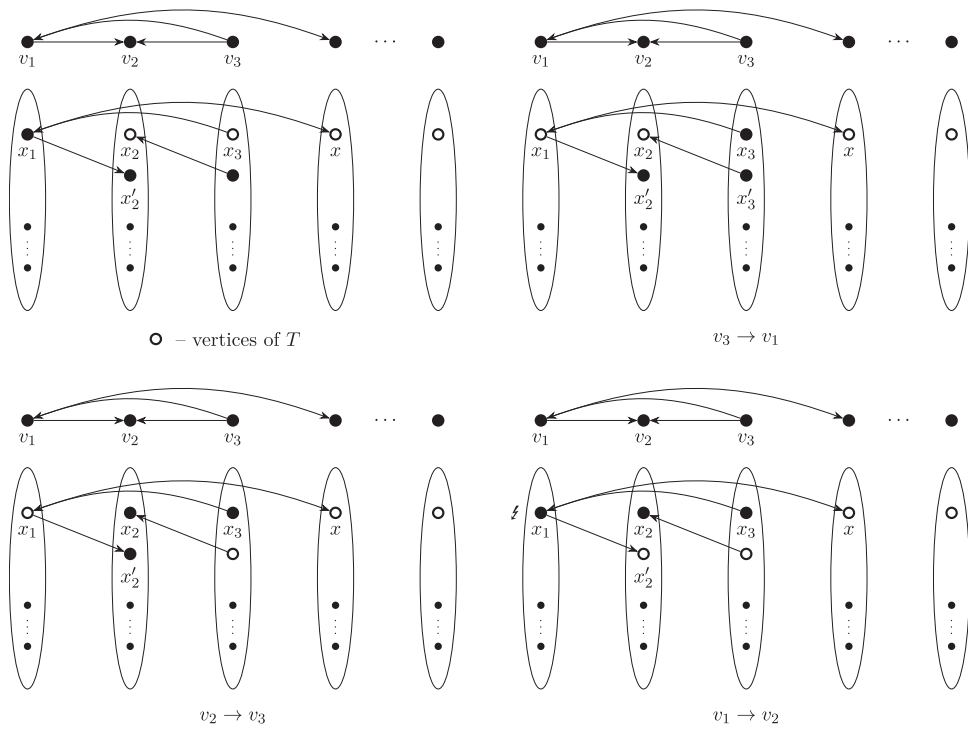 v₁ v₂ v₃ ⋯
v₁ v₂ v₃ ⋯
x₁ x₂ x₃ x
x′₂
x₁ x₂ x₃ x
x′₂ x′₃
– vertices of T
v₃ → v₁
v₁ v₂ v₃ ⋯
v₁ v₂ v₃ ⋯
x₁ x₂ x₃ x
x′₂
x₁ x₂ x₃ x
x′₂
v₂ → v₃
v₁ → v₂